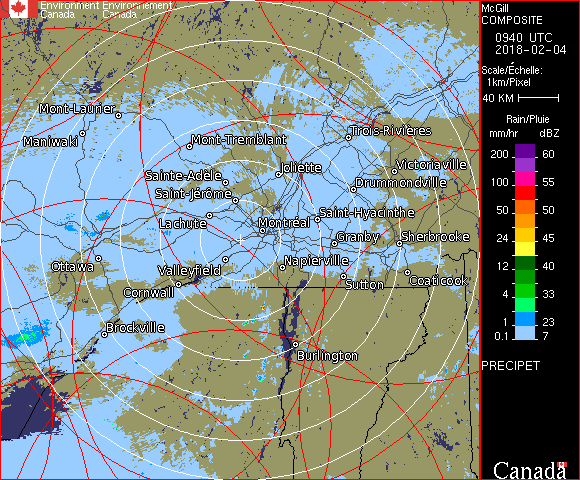 Environment Environnement
Canada Canada
McGill
COMPOSITE
0940 UTC
2018-02-04
Scale/Échelle:
1km/Pixel
40 KM
Rain/Pluie
mm/hr dBZ
200 60
100 55
50 50
24 45
12 40
4 33
1 23
0.1 7
PRECIPET
Canada
Mont-Laurier
Maniwaki
Mont-Tremblant
Trois-Rivières
Sainte-Adèle
Joliette
Victoriaville
Saint-Jérôme
Drummondville
Lachute
Montréal
Saint-Hyacinthe
Granby
Sherbrooke
Ottawa
Valleyfield
Napierville
Cornwall
Sutton
Coaticook
Brockville
Burlington